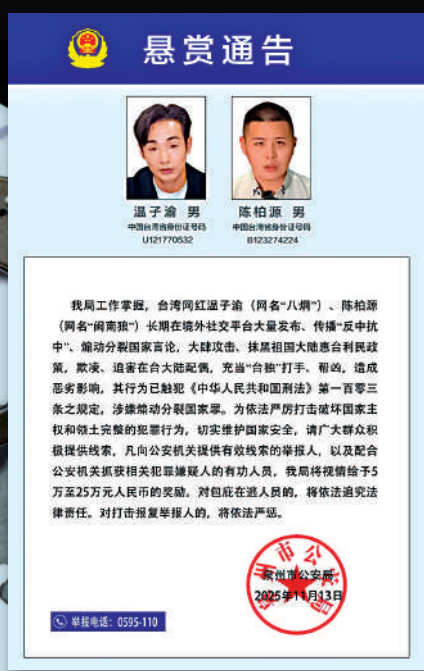 悬赏通告
温子渝 男
中国台湾省身份证号码
U121770532
陈柏源 男
中国台湾省身份证号码
B123274224
我局工作掌握，台湾网红温子渝（网名“八炯”）、陈柏源
（网名“闽南狼”）长期在境外社交平台大量发布、传播“反中抗
中”、煽动分裂国家言论，大肆攻击、抹黑祖国大陆惠台利民政
策，欺凌、迫害在台大陆配偶，充当“台独”打手、帮凶，造成
恶劣影响，其行为已触犯《中华人民共和国刑法》第一百零三
条之规定，涉嫌煽动分裂国家罪。为依法严厉打击破坏国家主
权和领土完整的犯罪行为，切实维护国家安全，请广大群众积
极提供线索，凡向公安机关提供有效线索的举报人，以及配合
公安机关抓获相关犯罪嫌疑人的有功人员，我局将视情给予5
万至25万元人民币的奖励。对包庇在逃人员的，将依法追究法
律责任。对打击报复举报人的，将依法严惩。
泉州市公安局
2025年11月13日
泉州市公安局
举报电话：0595-110